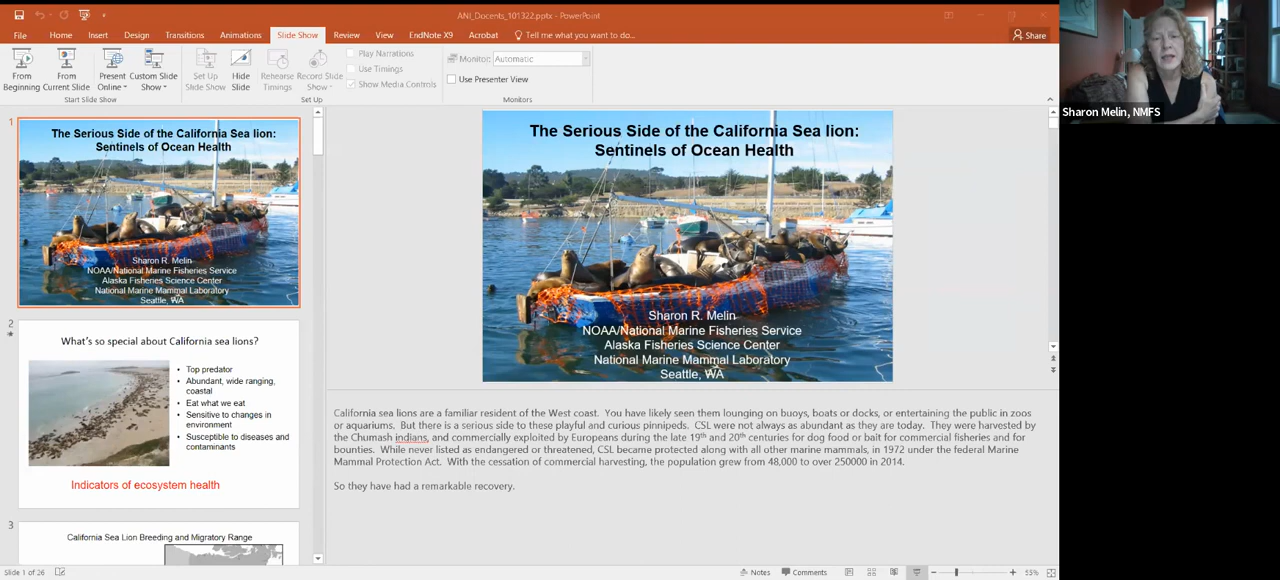 ANI_Docents_101322.pptx - PowerPoint
File Home Insert Design Transitions Animations Slide Show Review View EndNote X9 Acrobat Tell me what you want to do... Share
From Beginning
From Current Slide
Present Online
Custom Slide Show
Start Slide Show
Set Up Slide Show
Hide Slide
Rehearse Timings
Record Slide Show
Play Narrations
Use Timings
Show Media Controls
Set Up
Monitor: Automatic
Use Presenter View
Monitors
Sharon Melin, NMFS
1
The Serious Side of the California Sea lion:
Sentinels of Ocean Health
Sharon R. Melin
NOAA/National Marine Fisheries Service
Alaska Fisheries Science Center
National Marine Mammal Laboratory
Seattle, WA
2
What's so special about California sea lions?
• Top predator
• Abundant, wide ranging,
coastal
• Eat what we eat
• Sensitive to changes in
environment
• Susceptible to diseases and
contaminants
Indicators of ecosystem health
3
California Sea Lion Breeding and Migratory Range
The Serious Side of the California Sea lion:
Sentinels of Ocean Health
Sharon R. Melin
NOAA/National Marine Fisheries Service
Alaska Fisheries Science Center
National Marine Mammal Laboratory
Seattle, WA
California sea lions are a familiar resident of the West coast. You have likely seen them lounging on buoys, boats or docks, or entertaining the public in zoos
or aquariums. But there is a serious side to these playful and curious pinnipeds. CSL were not always as abundant as they are today. They were harvested by
the Chumash indians, and commercially exploited by Europeans during the late 19th and 20th centuries for dog food or bait for commercial fisheries and for
bounties. While never listed as endangered or threatened, CSL became protected along with all other marine mammals, in 1972 under the federal Marine
Mammal Protection Act. With the cessation of commercial harvesting, the population grew from 48,000 to over 250000 in 2014.
So they have had a remarkable recovery.
Slide 1 of 26
Notes Comments 55%